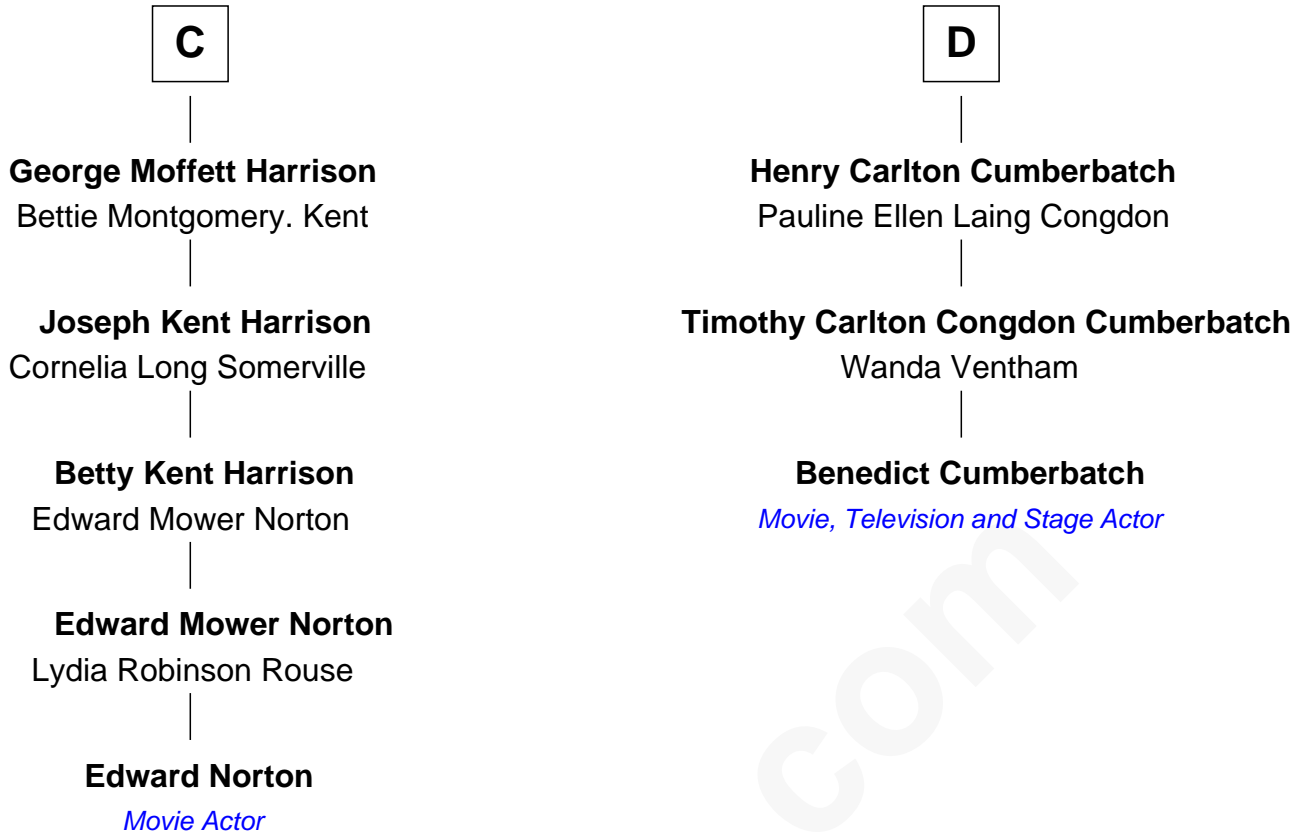 C
George Moffett Harrison
Bettie Montgomery. Kent
Joseph Kent Harrison
Cornelia Long Somerville
Betty Kent Harrison
Edward Mower Norton
Edward Mower Norton
Lydia Robinson Rouse
Edward Norton
Movie Actor
D
Henry Carlton Cumberbatch
Pauline Ellen Laing Congdon
Timothy Carlton Congdon Cumberbatch
Wanda Ventham
Benedict Cumberbatch
Movie, Television and Stage Actor
com